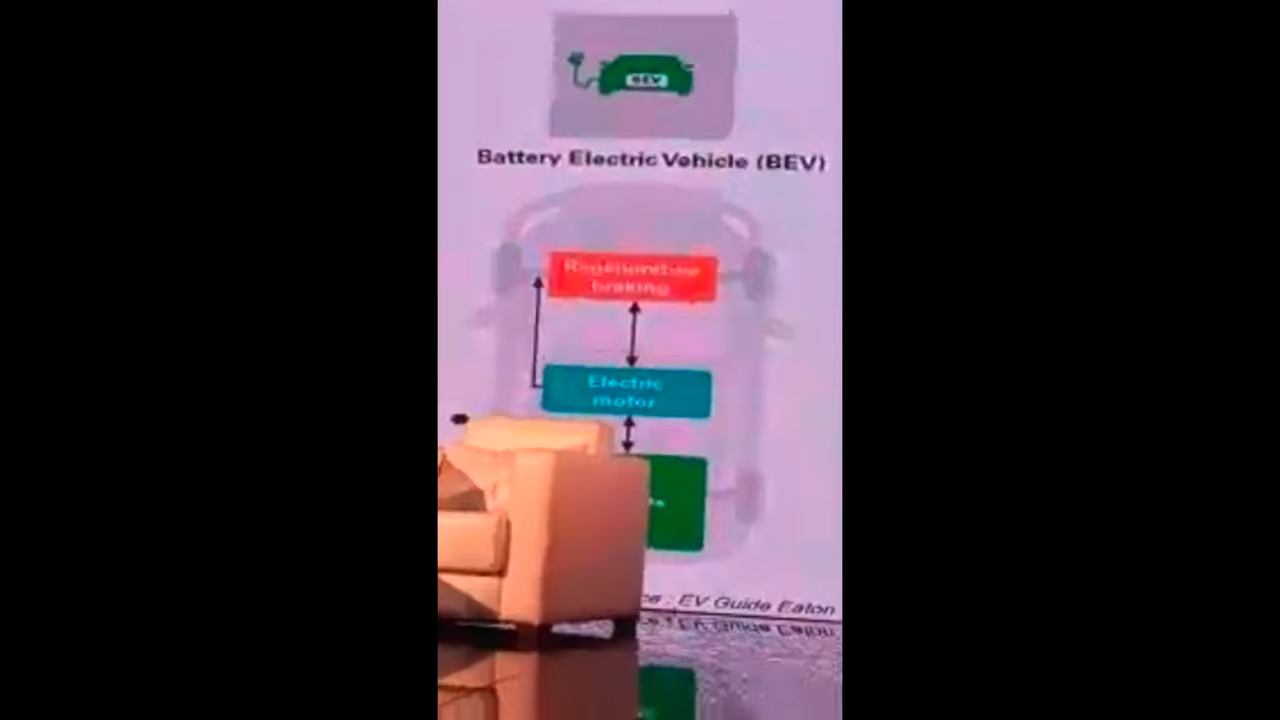 BEV
Battery Electric Vehicle (BEV)
Regenerative
braking
Electric
motor
: EV Guide Eaton